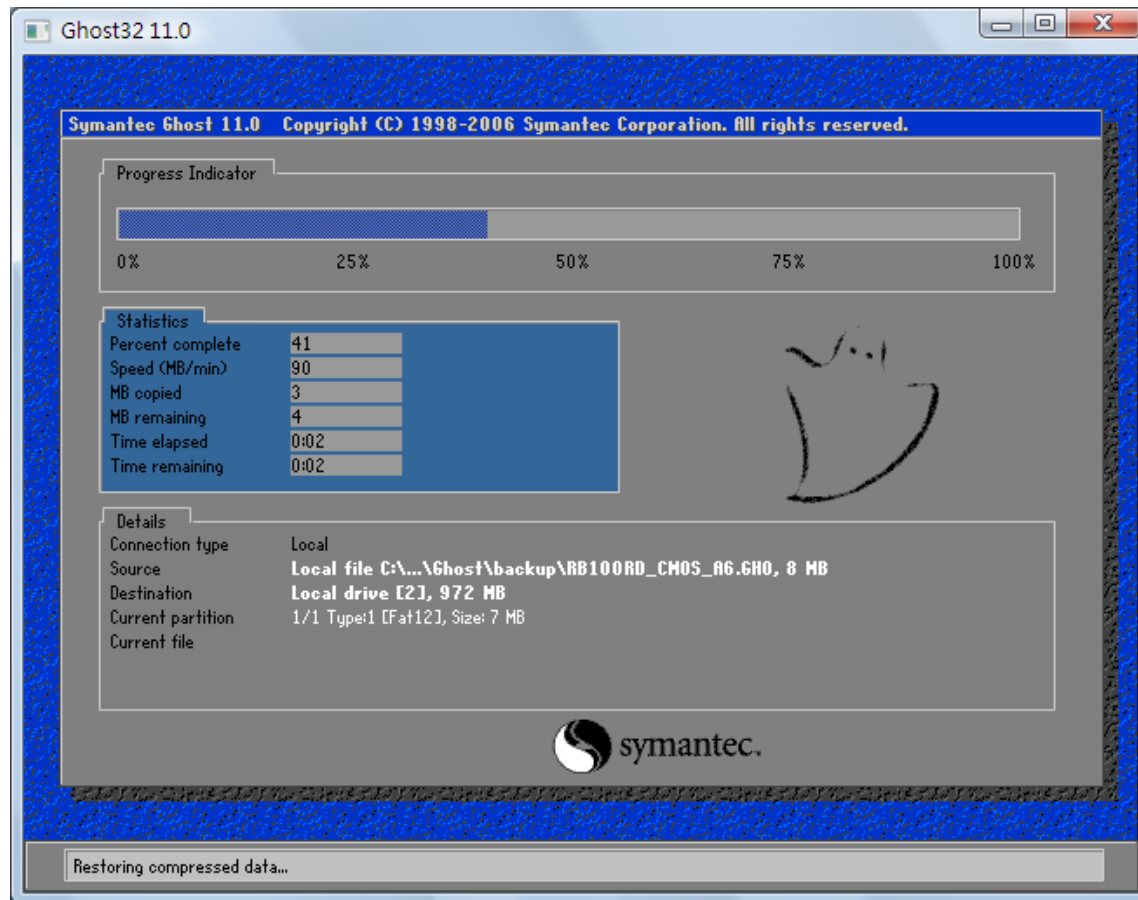 Ghost32 11.0
Symantec Ghost 11.0 Copyright (C) 1998-2006 Symantec Corporation. All rights reserved.
Progress Indicator
0% 25% 50% 75% 100%
Statistics
Percent complete 41
Speed (MB/min) 90
MB copied 3
MB remaining 4
Time elapsed 0:02
Time remaining 0:02
Details
Connection type Local
Source Local file C:\...\Ghost\backup\RB100RD_CMOS_A6.GHO, 8 MB
Destination Local drive [2], 972 MB
Current partition 1/1 Type:1 [Fat12], Size: 7 MB
Current file
symantec.
Restoring compressed data...